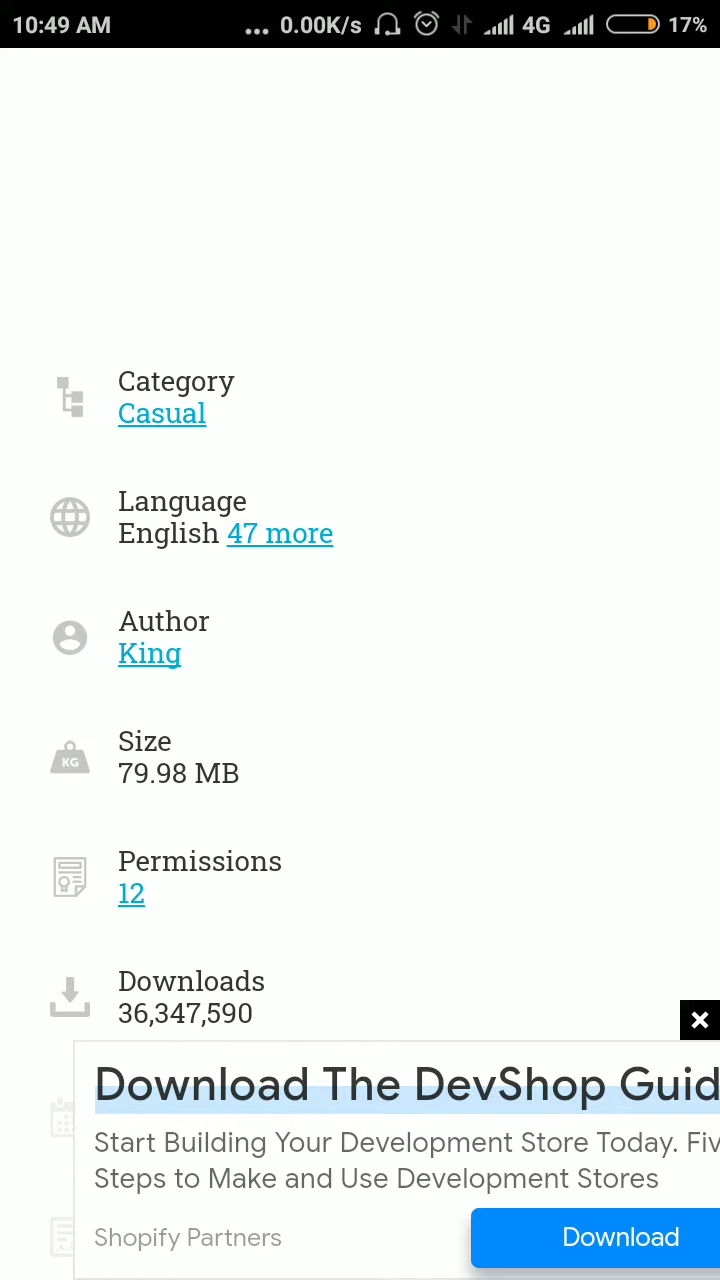 10:49 AM ... 0.00K/s 4G 17%
Category
Casual
Language
English 47 more
Author
King
KG
Size
79.98 MB
Permissions
12
Downloads
36,347,590
Download The DevShop Guid
Start Building Your Development Store Today. Fiv
Steps to Make and Use Development Stores
Shopify Partners
Download